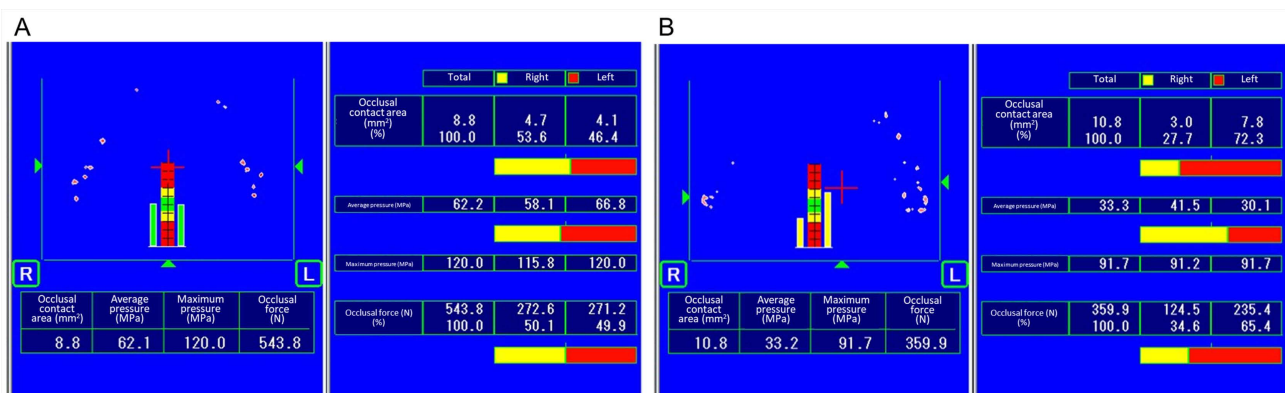 A
Total Right Left
Occlusal
contact area
(mm²)
(%)
8.8 4.7 4.1
100.0 53.6 46.4
Average pressure (MPa) 62.2 58.1 66.8
Maximum pressure (MPa) 120.0 115.8 120.0
Occlusal force (N)
(%)
543.8 272.6 271.2
100.0 50.1 49.9
R L
Occlusal
contact
area (mm²)
Average
pressure
(MPa)
Maximum
pressure
(MPa)
Occlusal
force
(N)
8.8 62.1 120.0 543.8
B
Total Right Left
Occlusal
contact area
(mm²)
(%)
10.8 3.0 7.8
100.0 27.7 72.3
Average pressure (MPa) 33.3 41.5 30.1
Maximum pressure (MPa) 91.7 91.2 91.7
Occlusal force (N)
(%)
359.9 124.5 235.4
100.0 34.6 65.4
R L
Occlusal
contact
area (mm²)
Average
pressure
(MPa)
Maximum
pressure
(MPa)
Occlusal
force
(N)
10.8 33.2 91.7 359.9